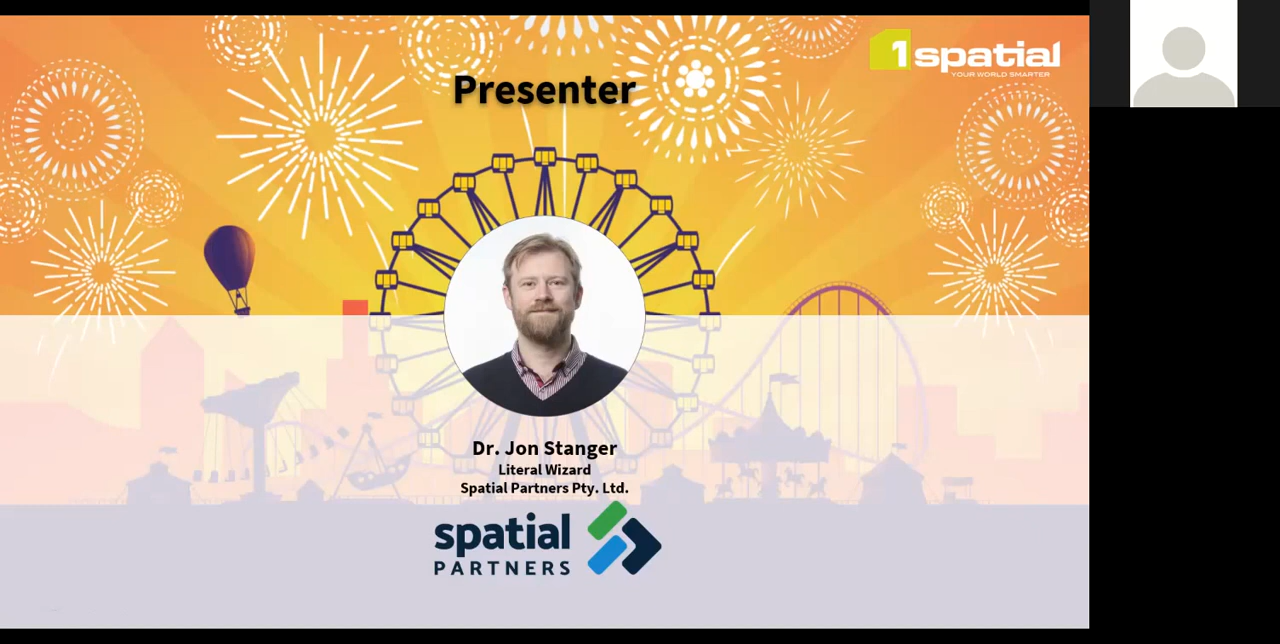 1spatial
YOUR WORLD SMARTER
Presenter
Dr. Jon Stanger
Literal Wizard
Spatial Partners Pty. Ltd.
spatial
PARTNERS